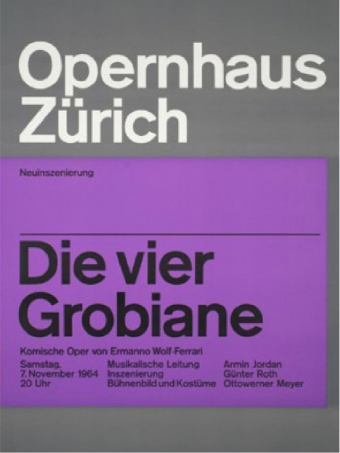 Opernhaus
Zürich
Neuinszenierung
Die vier
Grobiane
Komische Oper von Ermanno Wolf-Ferrari
Samstag, Musikalische Leitung Armin Jordan
7. November 1964 Inszenierung Günter Roth
20 Uhr Bühnenbild und Kostüme Ottowerner Meyer